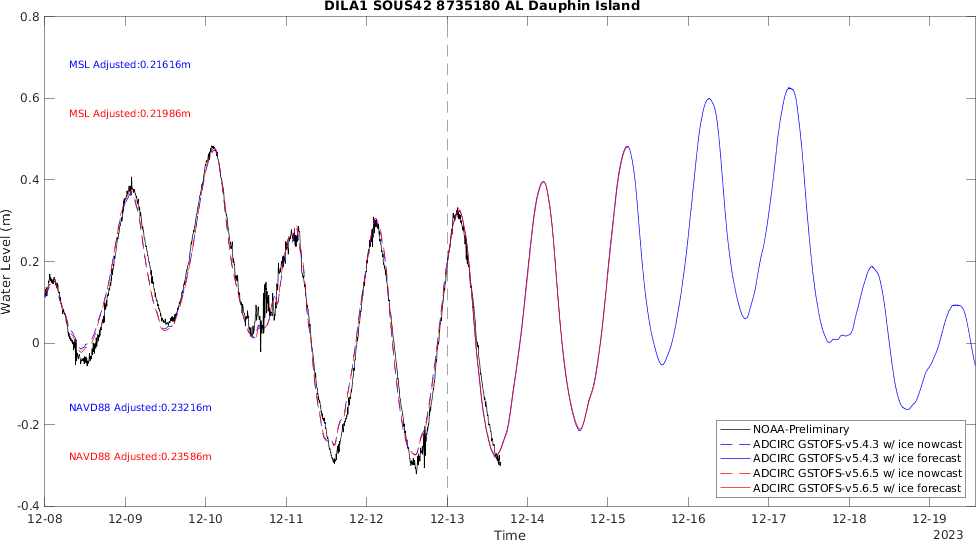 DILA1 SOUS42 8735180 AL Dauphin Island
0.8
0.6
0.4
0.2
0
-0.2
-0.4
Water Level (m)
MSL Adjusted:0.21616m
MSL Adjusted:0.21986m
NAVD88 Adjusted:0.23216m
NAVD88 Adjusted:0.23586m
NOAA-Preliminary
ADCIRC GSTOFS-v5.4.3 w/ ice nowcast
ADCIRC GSTOFS-v5.4.3 w/ ice forecast
ADCIRC GSTOFS-v5.6.5 w/ ice nowcast
ADCIRC GSTOFS-v5.6.5 w/ ice forecast
12-08 12-09 12-10 12-11 12-12 12-13 12-14 12-15 12-16 12-17 12-18 12-19
Time
2023